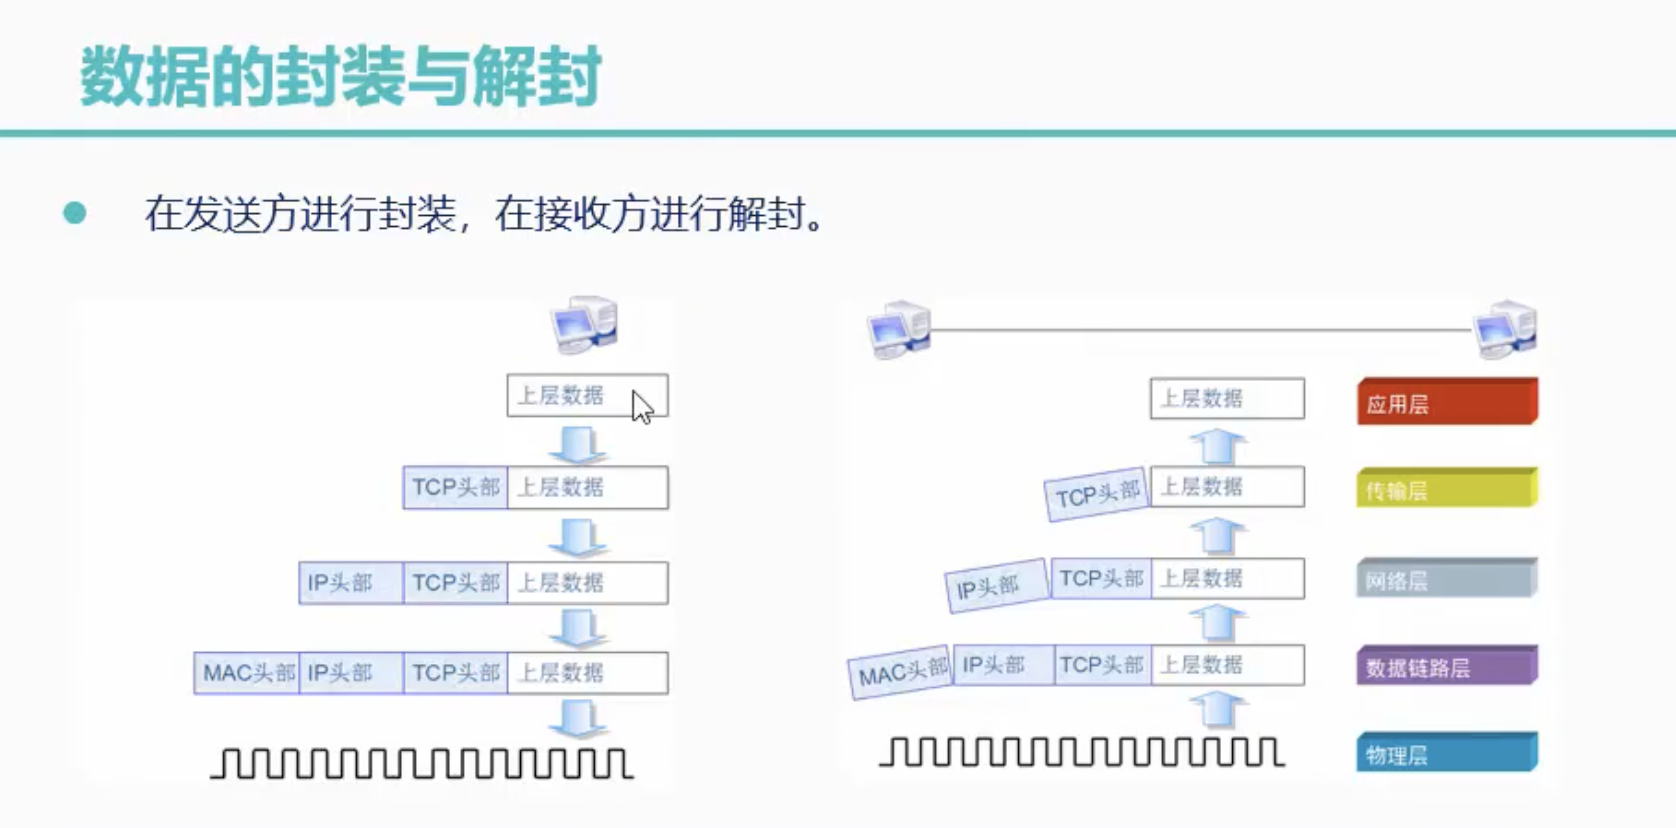 数据的封装与解封
在发送方进行封装，在接收方进行解封。
上层数据
TCP头部 上层数据
IP头部 TCP头部 上层数据
MAC头部 IP头部 TCP头部 上层数据
上层数据 应用层
TCP头部 上层数据 传输层
IP头部 TCP头部 上层数据 网络层
MAC头部 IP头部 TCP头部 上层数据 数据链路层
物理层